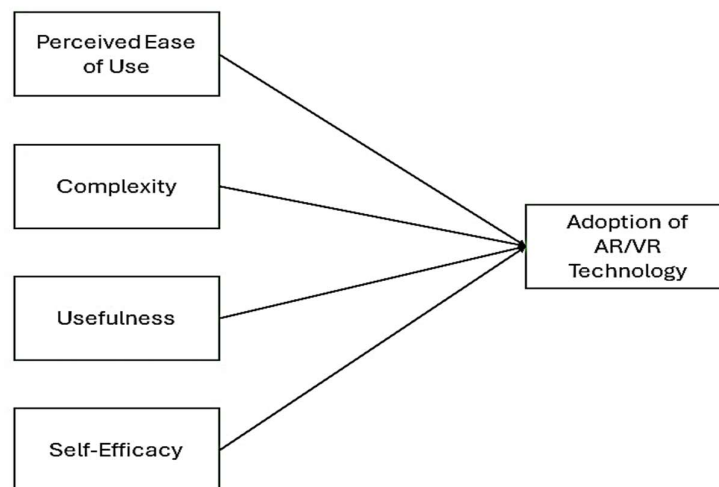 Perceived Ease
of Use
Complexity
Usefulness
Self-Efficacy
Adoption of
AR/VR
Technology